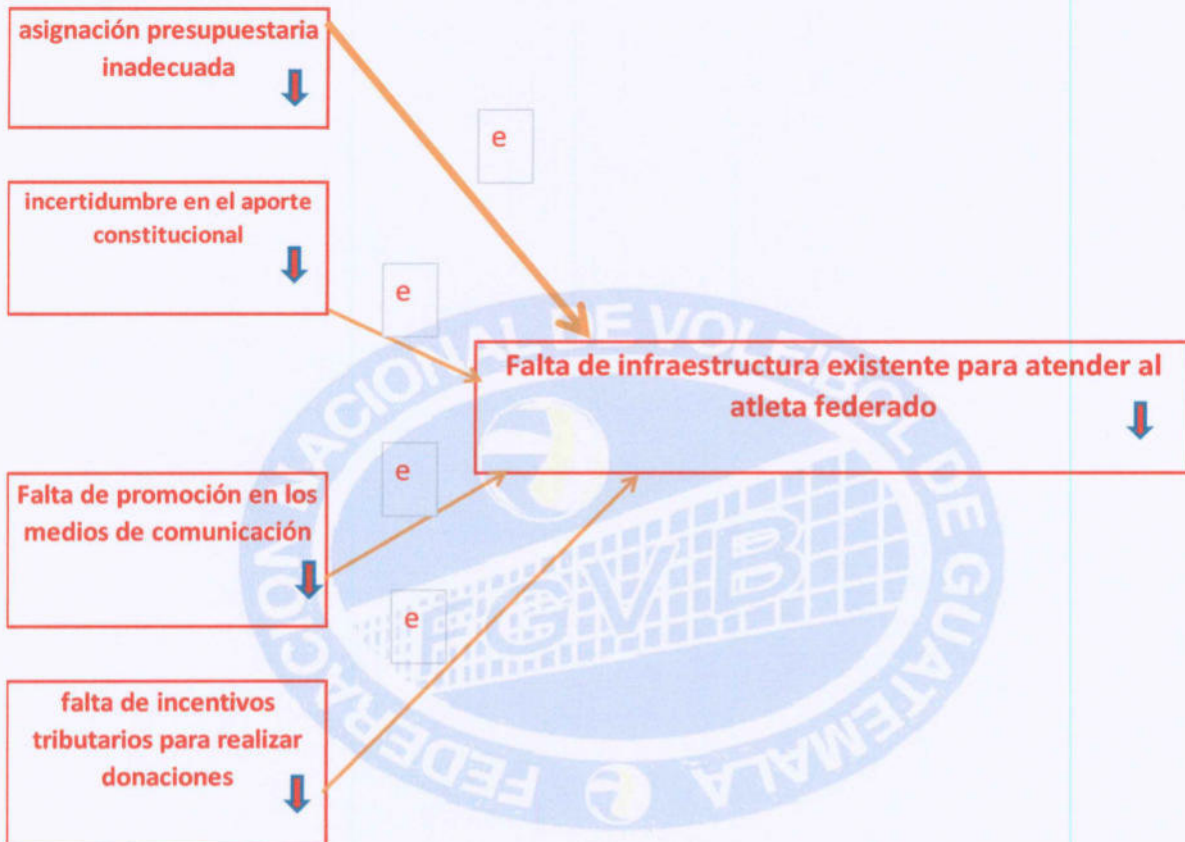 asignación presupuestaria
inadecuada
e
incertidumbre en el aporte
constitucional
e
Falta de infraestructura existente para atender al
atleta federado
e
Falta de promoción en los
medios de comunicación
e
falta de incentivos
tributarios para realizar
donaciones
FEDERACION NACIONAL DE VOLEIBOL DE GUATEMALA
FGVB